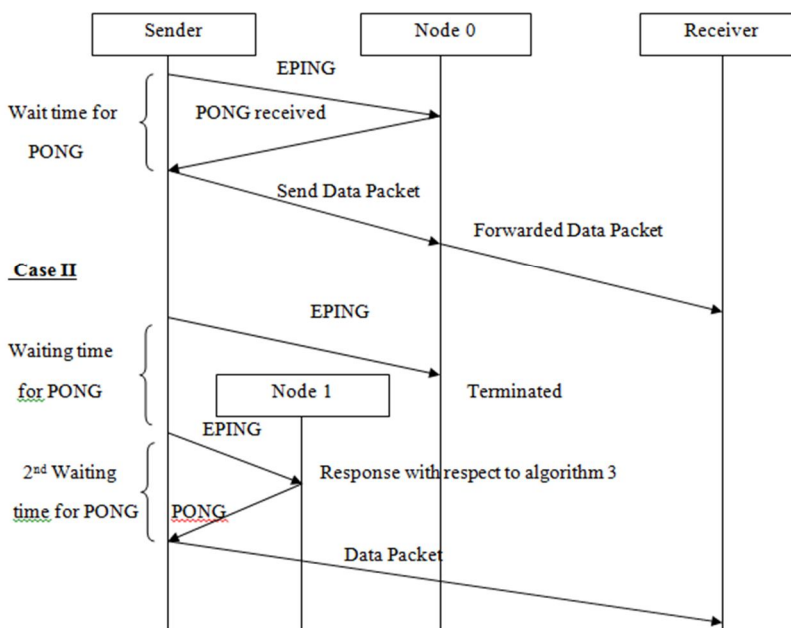 Sender
Node 0
Receiver
EPING
Wait time for
PONG
PONG received
Send Data Packet
Forwarded Data Packet
Case II
EPING
Waiting time
for PONG
Node 1
Terminated
EPING
2nd Waiting
time for PONG
Response with respect to algorithm 3
PONG
Data Packet